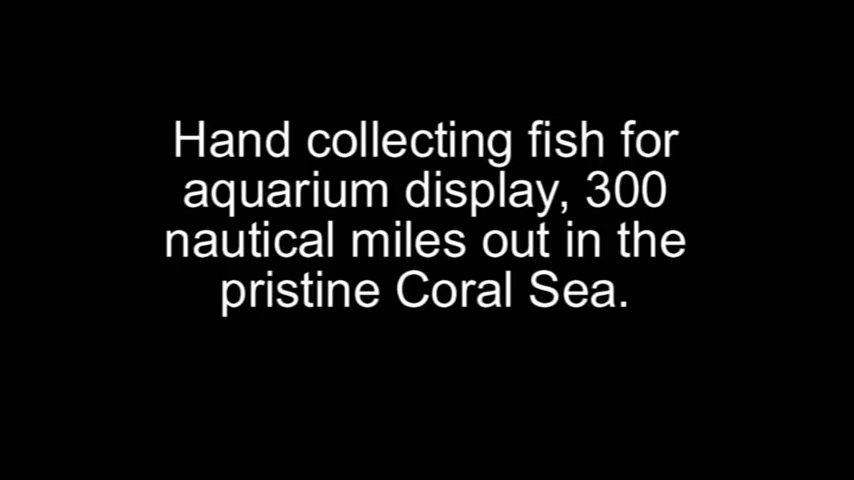 Hand collecting fish for
aquarium display, 300
nautical miles out in the
pristine Coral Sea.